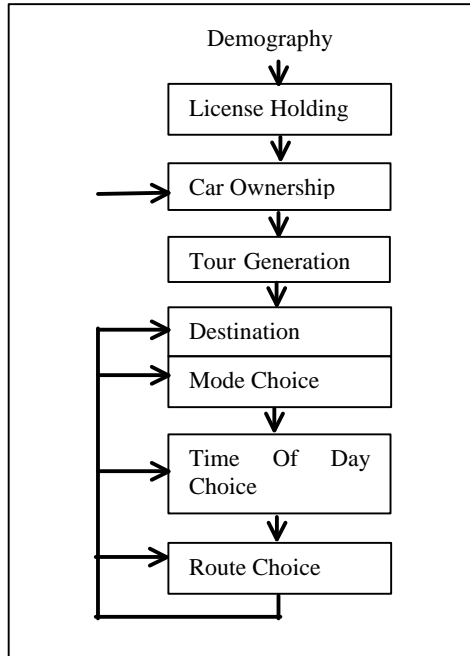 Demography
License Holding
Car Ownership
Tour Generation
Destination
Mode Choice
Time Of Day
Choice
Route Choice